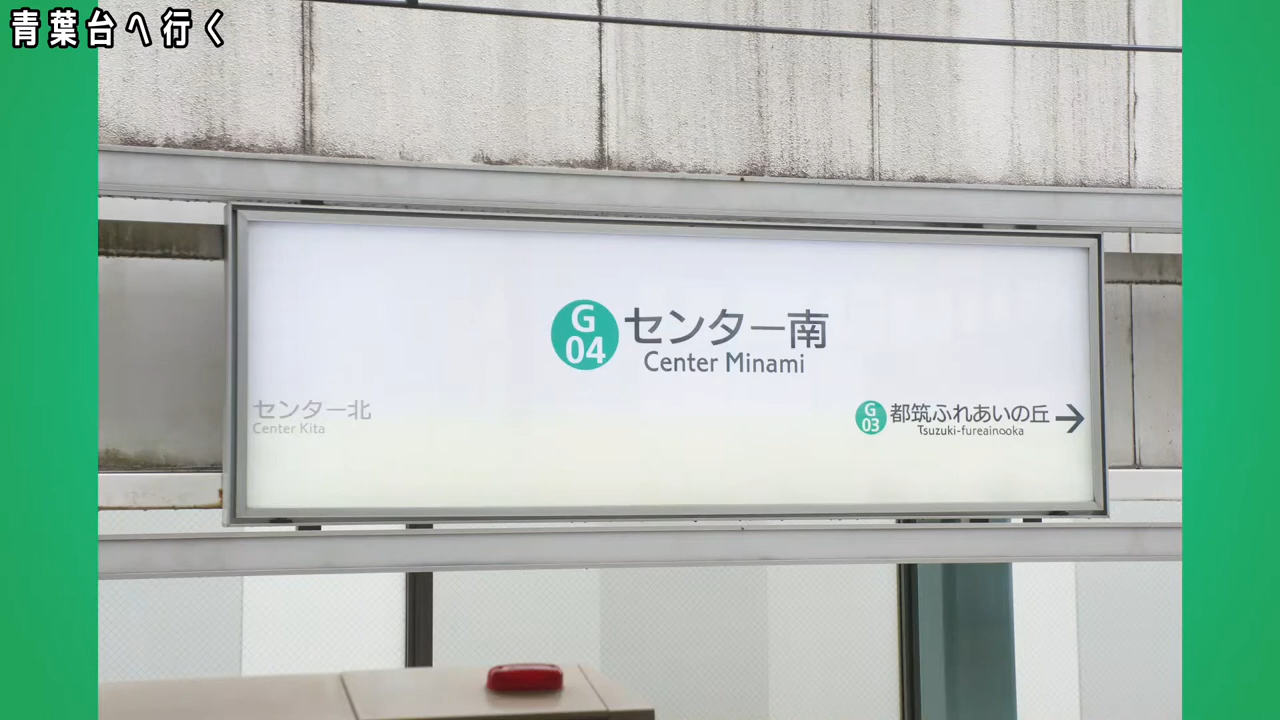 青葉台へ行く
G
04
センター南
Center Minami
センター北
Center Kita
G
03
都筑ふれあいの丘
→
Tsuzuki-fureainooka